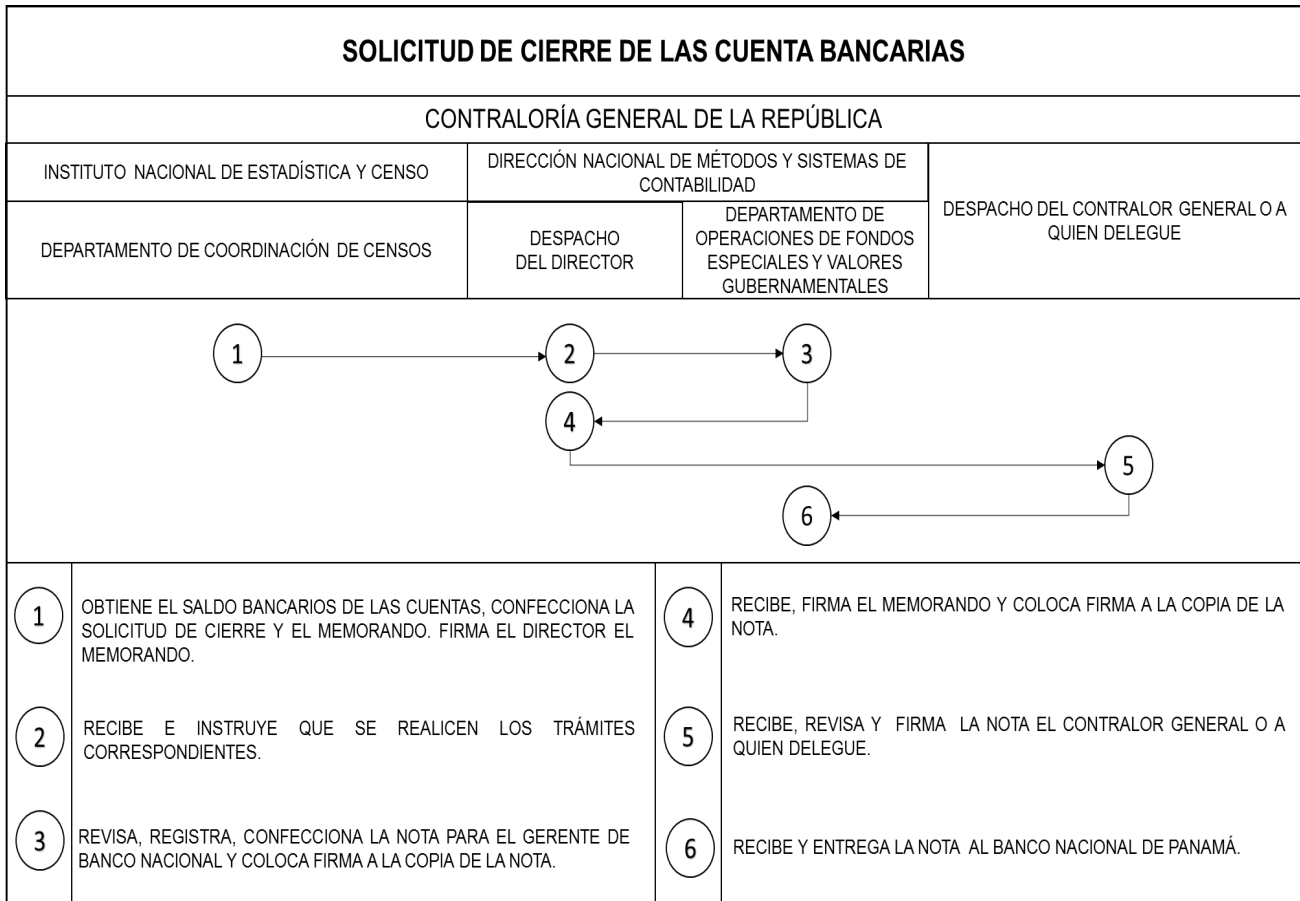 SOLICITUD DE CIERRE DE LAS CUENTA BANCARIAS
CONTRALORÍA GENERAL DE LA REPÚBLICA
INSTITUTO NACIONAL DE ESTADÍSTICA Y CENSO
DIRECCIÓN NACIONAL DE MÉTODOS Y SISTEMAS DE
CONTABILIDAD
DESPACHO DEL CONTRALOR GENERAL O A
QUIEN DELEGUE
DEPARTAMENTO DE COORDINACIÓN DE CENSOS
DESPACHO
DEL DIRECTOR
DEPARTAMENTO DE
OPERACIONES DE FONDOS
ESPECIALES Y VALORES
GUBERNAMENTALES
1
2
3
4
5
6
1
OBTIENE EL SALDO BANCARIOS DE LAS CUENTAS, CONFECCIONA LA
SOLICITUD DE CIERRE Y EL MEMORANDO. FIRMA EL DIRECTOR EL
MEMORANDO.
2
RECIBE E INSTRUYE QUE SE REALICEN LOS TRÁMITES
CORRESPONDIENTES.
3
REVISA, REGISTRA, CONFECCIONA LA NOTA PARA EL GERENTE DE
BANCO NACIONAL Y COLOCA FIRMA A LA COPIA DE LA NOTA.
4
RECIBE, FIRMA EL MEMORANDO Y COLOCA FIRMA A LA COPIA DE LA
NOTA.
5
RECIBE, REVISA Y FIRMA LA NOTA EL CONTRALOR GENERAL O A
QUIEN DELEGUE.
6
RECIBE Y ENTREGA LA NOTA AL BANCO NACIONAL DE PANAMÁ.